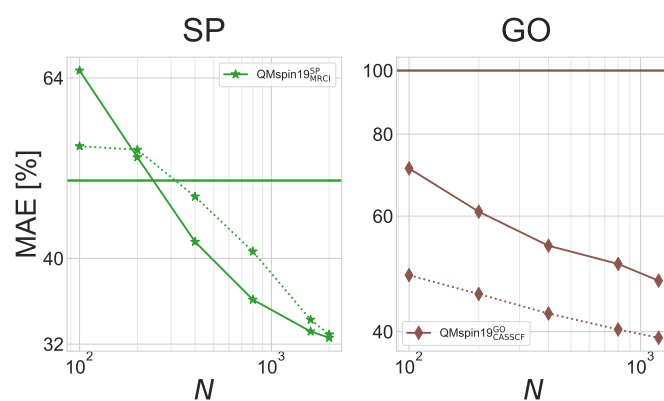 SP
GO
MAE [%]
64
40
32
10^2
10^3
N
QMspin19^SP_MRCI
100
80
60
40
10^2
10^3
N
QMspin19^GO_CASSCF